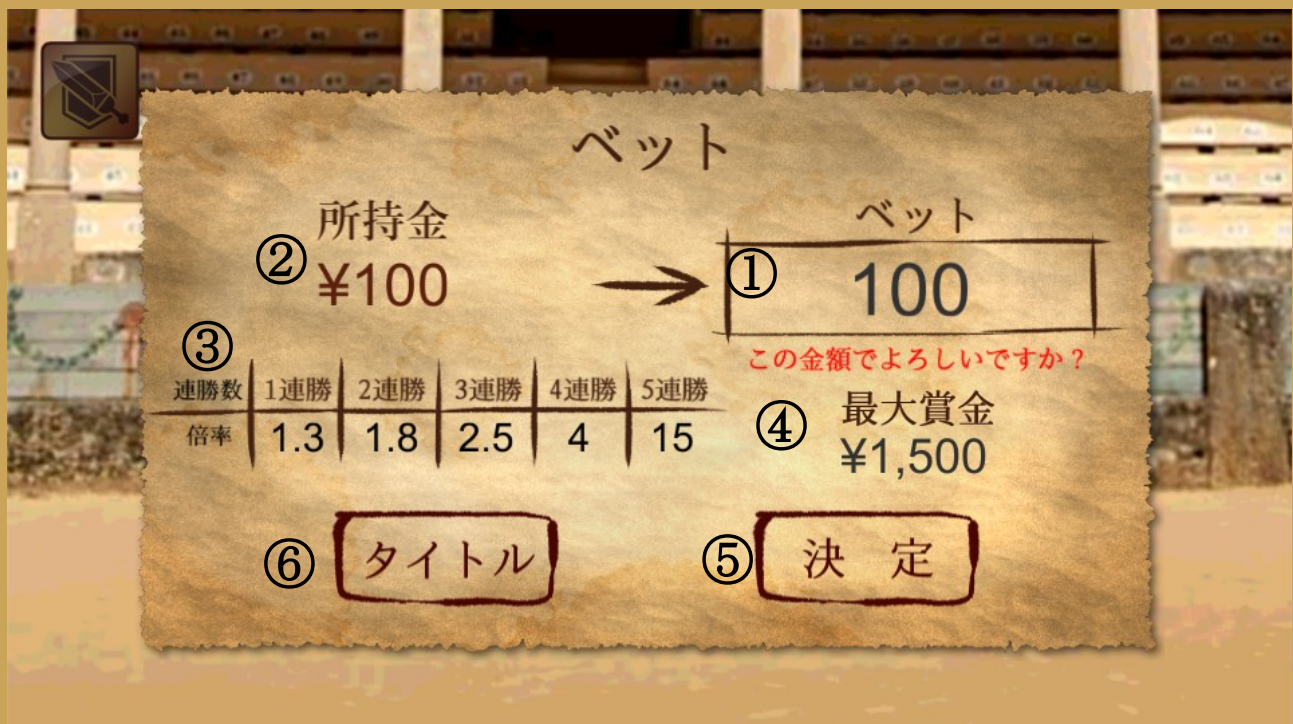 ベット
所持金
② ¥100
ベット
① 100
この金額でよろしいですか？
③
連勝数 1連勝 2連勝 3連勝 4連勝 5連勝
倍率 1.3 1.8 2.5 4 15
④ 最大賞金
¥1,500
⑥ タイトル
⑤ 決 定